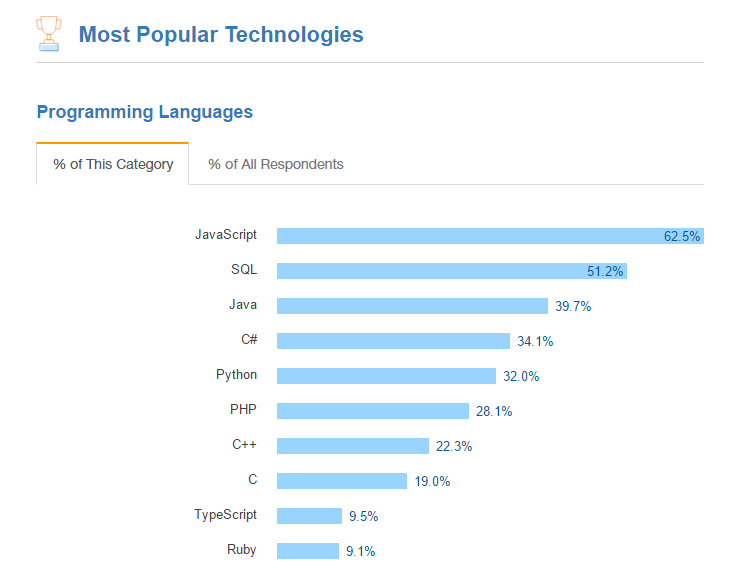 Most Popular Technologies
Programming Languages
% of This Category % of All Respondents
JavaScript 62.5%
SQL 51.2%
Java 39.7%
C# 34.1%
Python 32.0%
PHP 28.1%
C++ 22.3%
C 19.0%
TypeScript 9.5%
Ruby 9.1%